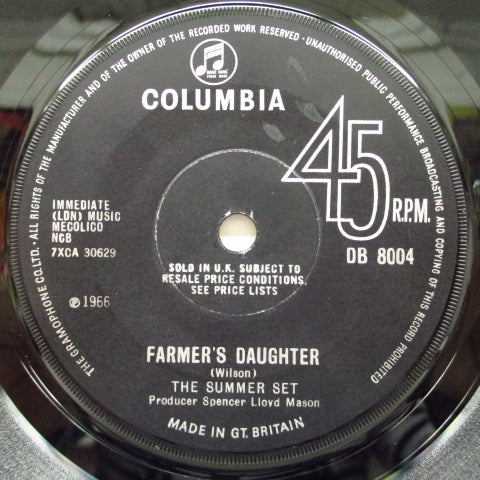 THE GRAMOPHONE CO. LTD. · ALL RIGHTS OF THE MANUFACTURER AND OF THE OWNER OF THE RECORDED WORK RESERVED · UNAUTHORISED PUBLIC PERFORMANCE BROADCASTING AND COPYING OF THIS RECORD PROHIBITED
COLUMBIA
45
R.P.M.
IMMEDIATE
(LDN) MUSIC
MECOLICO
NCB
7XCA 30629
DB 8004
SOLD IN U.K. SUBJECT TO
RESALE PRICE CONDITIONS,
SEE PRICE LISTS
℗ 1966
FARMER'S DAUGHTER
(Wilson)
THE SUMMER SET
Producer Spencer Lloyd Mason
MADE IN GT. BRITAIN